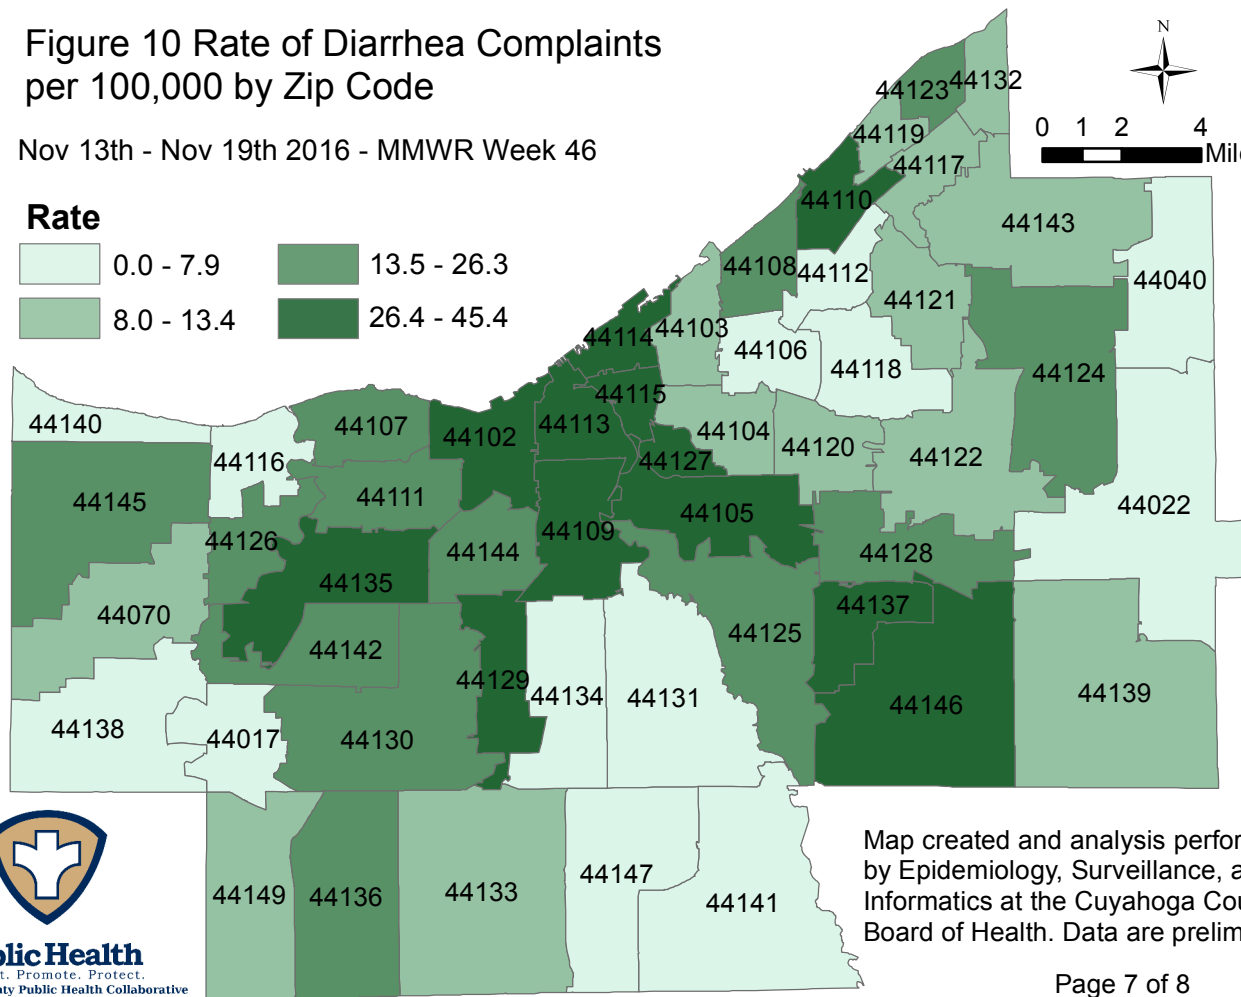 Figure 10 Rate of Diarrhea Complaints
per 100,000 by Zip Code
Nov 13th - Nov 19th 2016 - MMWR Week 46
Rate
0.0 - 7.9
13.5 - 26.3
8.0 - 13.4
26.4 - 45.4
N
0 1 2 4
44123
44132
44119
44117
44110
44143
44108
44112
44040
44121
44103
44114
44106
44118
44124
44115
44140
44107
44102
44113
44104
44120
44122
44116
44127
44145
44111
44105
44022
44126
44109
44144
44128
44135
44070
44137
44125
44142
44129
44134
44131
44146
44139
44138
44017
44130
44149
44136
44133
44147
44141
Map created and analysis
by Epidemiology, Surveillance,
Informatics at the Cuyahoga
Board of Health. Data are
Health
Promote. Protect.
Public Health Collaborative
Page 7 of 8